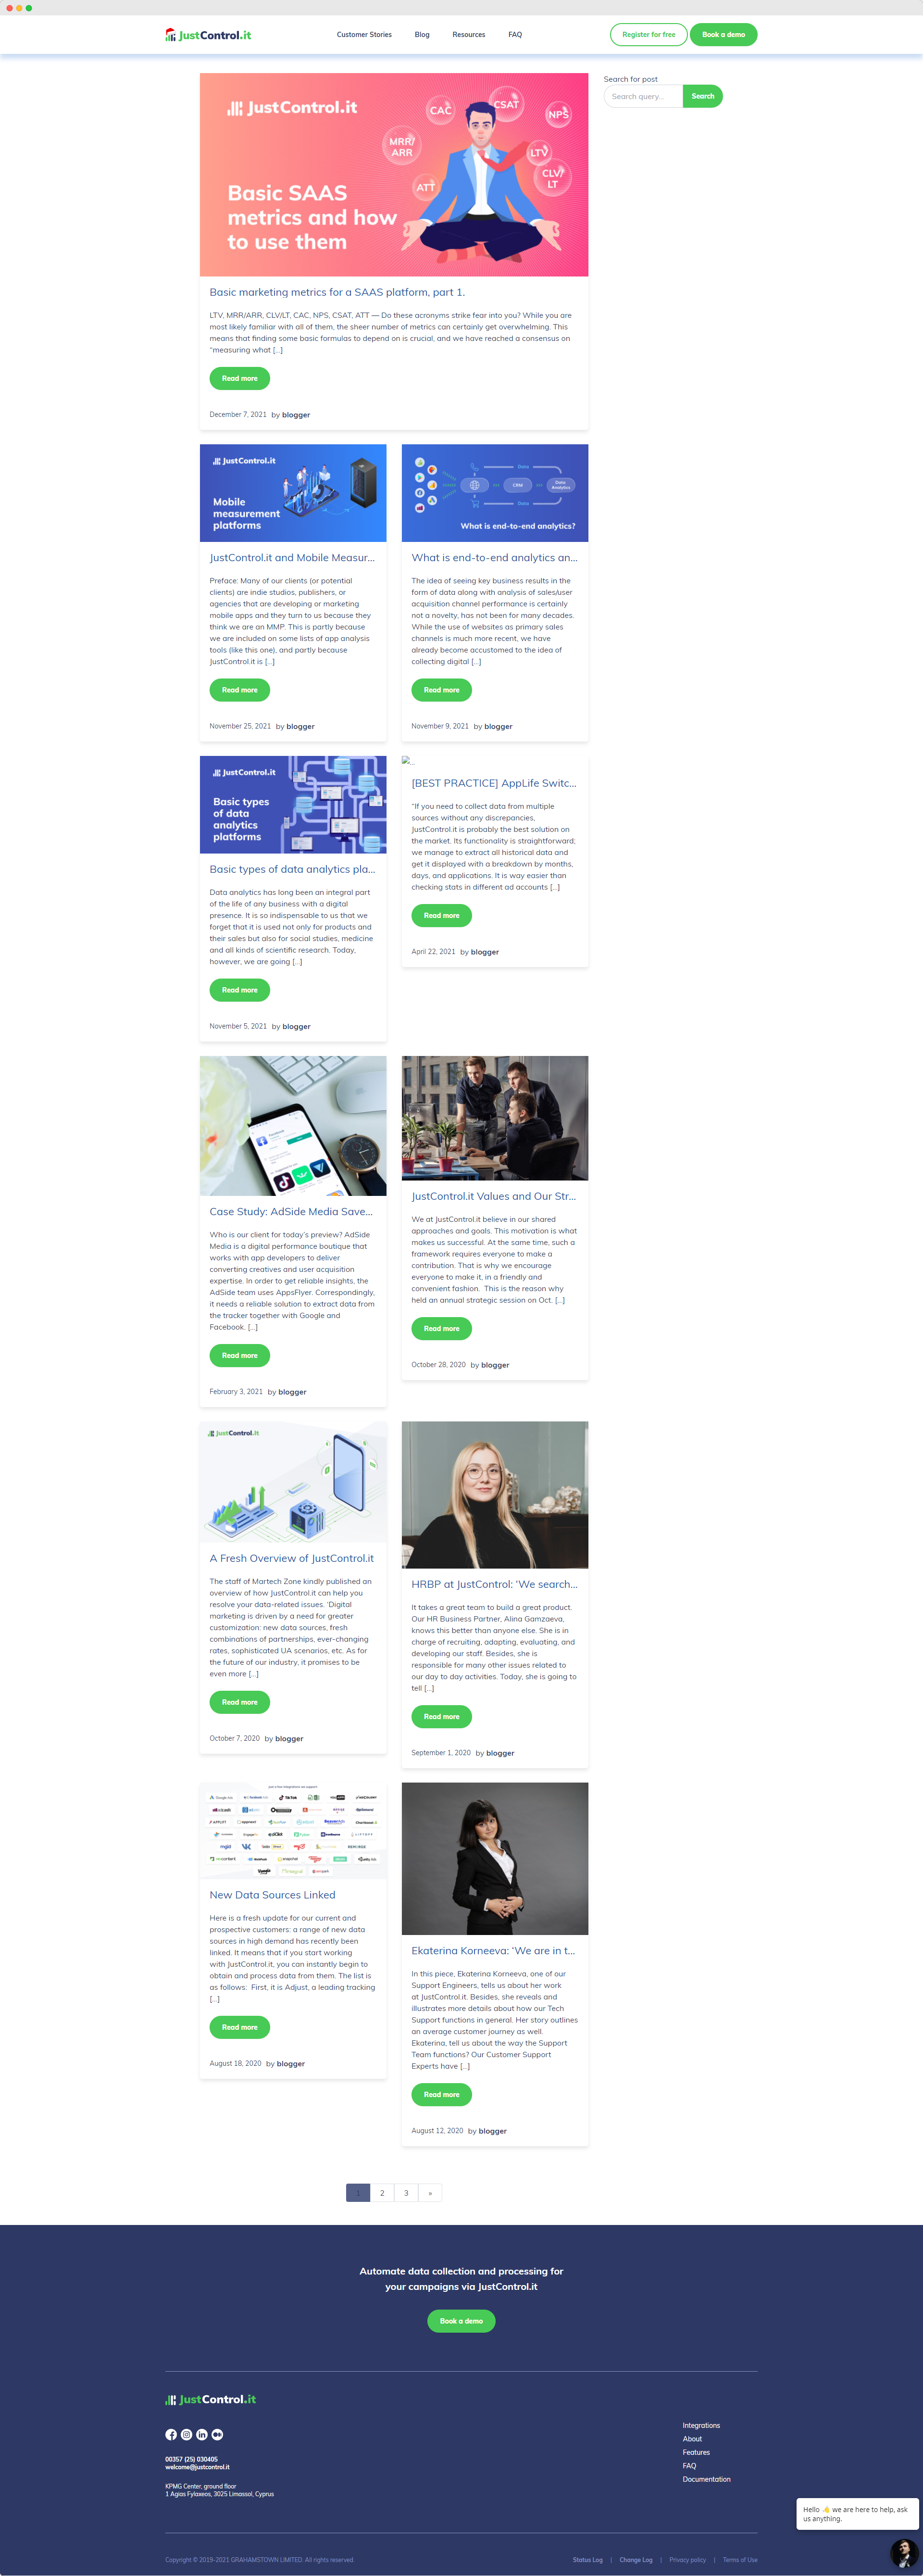 JustControl.it
Customer Stories
Blog
Resources
FAQ
Register for free
Book a demo
JustControl.it
CAC
CSAT
NPS
MRR/
ARR
LTV
CLV/
LT
ATT
Basic SAAS
metrics and how
to use them
Search for post
Search query...
Search
Basic marketing metrics for a SAAS platform, part 1.
LTV, MRR/ARR, CLV/LT, CAC, NPS, CSAT, ATT — Do these acronyms strike fear into you? While you are
most likely familiar with all of them, the sheer number of metrics can certainly get overwhelming. This
means that finding some basic formulas to depend on is crucial, and we have reached a consensus on
“measuring what [...]
Read more
December 7, 2021 by blogger
JustControl.it
Mobile
measurement
platforms
JustControl.it and Mobile Measur...
Preface: Many of our clients (or potential
clients) are indie studios, publishers, or
agencies that are developing or marketing
mobile apps and they turn to us because they
think we are an MMP. This is partly because
we are included on some lists of app analysis
tools (like this one), and partly because
JustControl.it is [...]
Read more
November 25, 2021 by blogger
Data
CRM
Data
Analytics
Data
What is end-to-end analytics?
What is end-to-end analytics an...
The idea of seeing key business results in the
form of data along with analysis of sales/user
acquisition channel performance is certainly
not a novelty, has not been for many decades.
While the use of websites as primary sales
channels is much more recent, we have
already become accustomed to the idea of
collecting digital [...]
Read more
November 9, 2021 by blogger
JustControl.it
Basic types
of data
analytics
platforms
Basic types of data analytics pla...
Data analytics has long been an integral part
of the life of any business with a digital
presence. It is so indispensable to us that we
forget that it is used not only for products and
their sales but also for social studies, medicine
and all kinds of scientific research. Today,
however, we are going [...]
Read more
November 5, 2021 by blogger
[BEST PRACTICE] AppLife Switc...
“If you need to collect data from multiple
sources without any discrepancies,
JustControl.it is probably the best solution on
the market. Its functionality is straightforward;
we manage to extract all historical data and
get it displayed with a breakdown by months,
days, and applications. It is way easier than
checking stats in different ad accounts [...]
Read more
April 22, 2021 by blogger
Case Study: AdSide Media Save...
Who is our client for today’s preview? AdSide
Media is a digital performance boutique that
works with app developers to deliver
converting creatives and user acquisition
expertise. In order to get reliable insights, the
AdSide team uses AppsFlyer. Correspondingly,
it needs a reliable solution to extract data from
the tracker together with Google and
Facebook. [...]
Read more
February 3, 2021 by blogger
JustControl.it Values and Our Str...
We at JustControl.it believe in our shared
approaches and goals. This motivation is what
makes us successful. At the same time, such a
framework requires everyone to make a
contribution. That is why we encourage
everyone to make it, in a friendly and
convenient fashion.  This is the reason why
held an annual strategic session on Oct. [...]
Read more
October 28, 2020 by blogger
JustControl.it
A Fresh Overview of JustControl.it
The staff of Martech Zone kindly published an
overview of how JustControl.it can help you
resolve your data-related issues. ‘Digital
marketing is driven by a need for greater
customization: new data sources, fresh
combinations of partnerships, ever-changing
rates, sophisticated UA scenarios, etc. As for
the future of our industry, it promises to be
even more [...]
Read more
October 7, 2020 by blogger
HRBP at JustControl: ‘We search...
It takes a great team to build a great product.
Our HR Business Partner, Alina Gamzaeva,
knows this better than anyone else. She is in
charge of recruiting, adapting, evaluating, and
developing our staff. Besides, she is
responsible for many other issues related to
our day to day activities. Today, she is going to
tell [...]
Read more
September 1, 2020 by blogger
TikTok
New Data Sources Linked
Here is a fresh update for our current and
prospective customers: a range of new data
sources in high demand has recently been
linked. It means that if you start working
with JustControl.it, you can instantly begin to
obtain and process data from them. The list is
as follows:  First, it is Adjust, a leading tracking
[...]
Read more
August 18, 2020 by blogger
Ekaterina Korneeva: ‘We are in t...
In this piece, Ekaterina Korneeva, one of our
Support Engineers, tells us about her work
at JustControl.it. Besides, she reveals and
illustrates more details about how our Tech
Support functions in general. Her story outlines
an average customer journey as well.
Ekaterina, tell us about the way the Support
Team functions? Our Customer Support
Experts have [...]
Read more
August 12, 2020 by blogger
1
2
3
»
Automate data collection and processing for
your campaigns via JustControl.it
Book a demo
JustControl.it
00357 (25) 030405
welcome@justcontrol.it
KPMG Center, ground floor
1 Agias Fylaxeos, 3025 Limassol, Cyprus
Integrations
About
Features
FAQ
Documentation
Hello 👋 we are here to help, ask
us anything.
Copyright © 2019-2021 GRAHAMSTOWN LIMITED. All rights reserved.
Status Log | Change Log | Privacy policy | Terms of Use